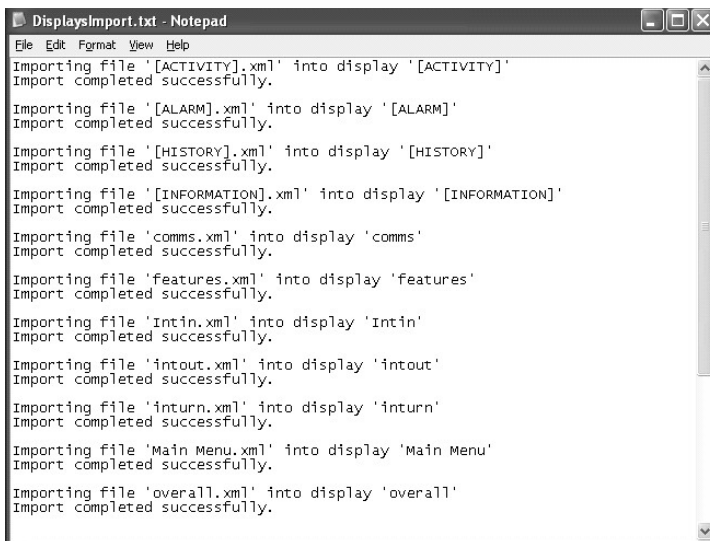 DisplaysImport.txt - Notepad
File Edit Format View Help
Importing file '[ACTIVITY].xml' into display '[ACTIVITY]'
Import completed successfully.
Importing file '[ALARM].xml' into display '[ALARM]'
Import completed successfully.
Importing file '[HISTORY].xml' into display '[HISTORY]'
Import completed successfully.
Importing file '[INFORMATION].xml' into display '[INFORMATION]'
Import completed successfully.
Importing file 'comms.xml' into display 'comms'
Import completed successfully.
Importing file 'features.xml' into display 'features'
Import completed successfully.
Importing file 'Intin.xml' into display 'Intin'
Import completed successfully.
Importing file 'intout.xml' into display 'intout'
Import completed successfully.
Importing file 'inturn.xml' into display 'inturn'
Import completed successfully.
Importing file 'Main Menu.xml' into display 'Main Menu'
Import completed successfully.
Importing file 'overall.xml' into display 'overall'
Import completed successfully.